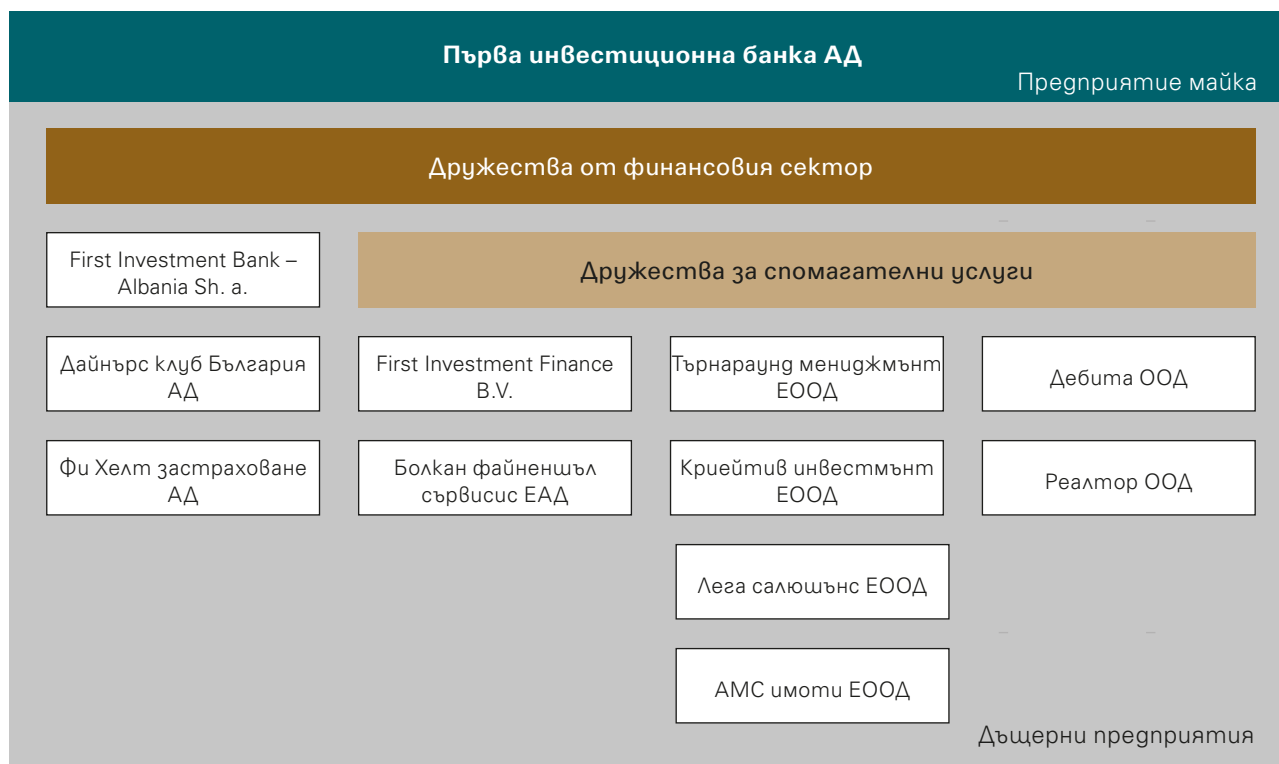 Първа инвестиционна банка АД
Предприятие майка
Дружества от финансовия сектор
First Investment Bank –
Albania Sh. a.
Дружества за спомагателни услуги
Дайнърс клуб България
АД
First Investment Finance
B.V.
Търнараунд мениджмънт
ЕООД
Дебита ООД
Фи Хелт застраховане
АД
Болкан файненшъл
сървисис ЕАД
Криейтив инвестмънт
ЕООД
Реалтор ООД
Лега салюшънс ЕООД
АМС имоти ЕООД
Дъщерни предприятия